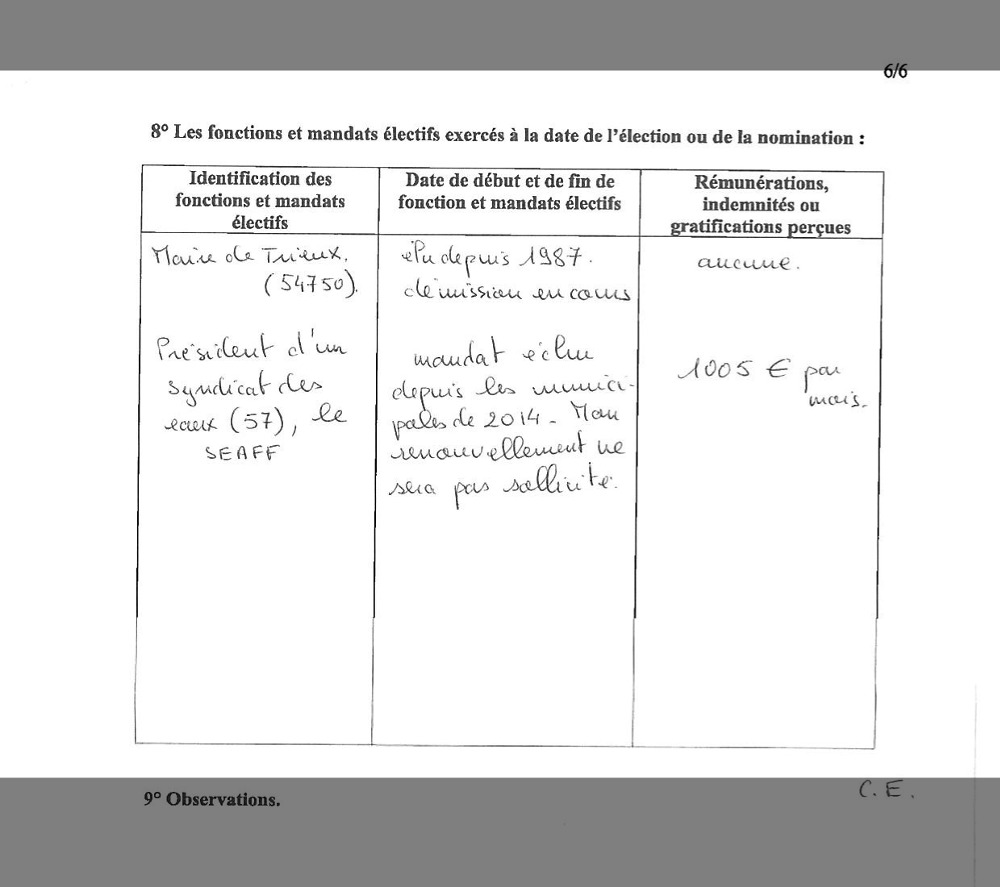 6/6
8° Les fonctions et mandats électifs exercés à la date de l'élection ou de la nomination :
Identification des
fonctions et mandats
électifs
Date de début et de fin de
fonction et mandats électifs
Rémunérations,
indemnités ou
gratifications perçues
Maire de Trieux.
(54750).
élu depuis 1987.
démission en cours
aucune.
Président d'un
syndicat des
eaux (57), le
SEAFF
mandat échu
depuis les munici-
pales de 2014 - Mon
renouvellement ne
sera pas sollicité.
1005 € par
mois.
9° Observations.
C. E.